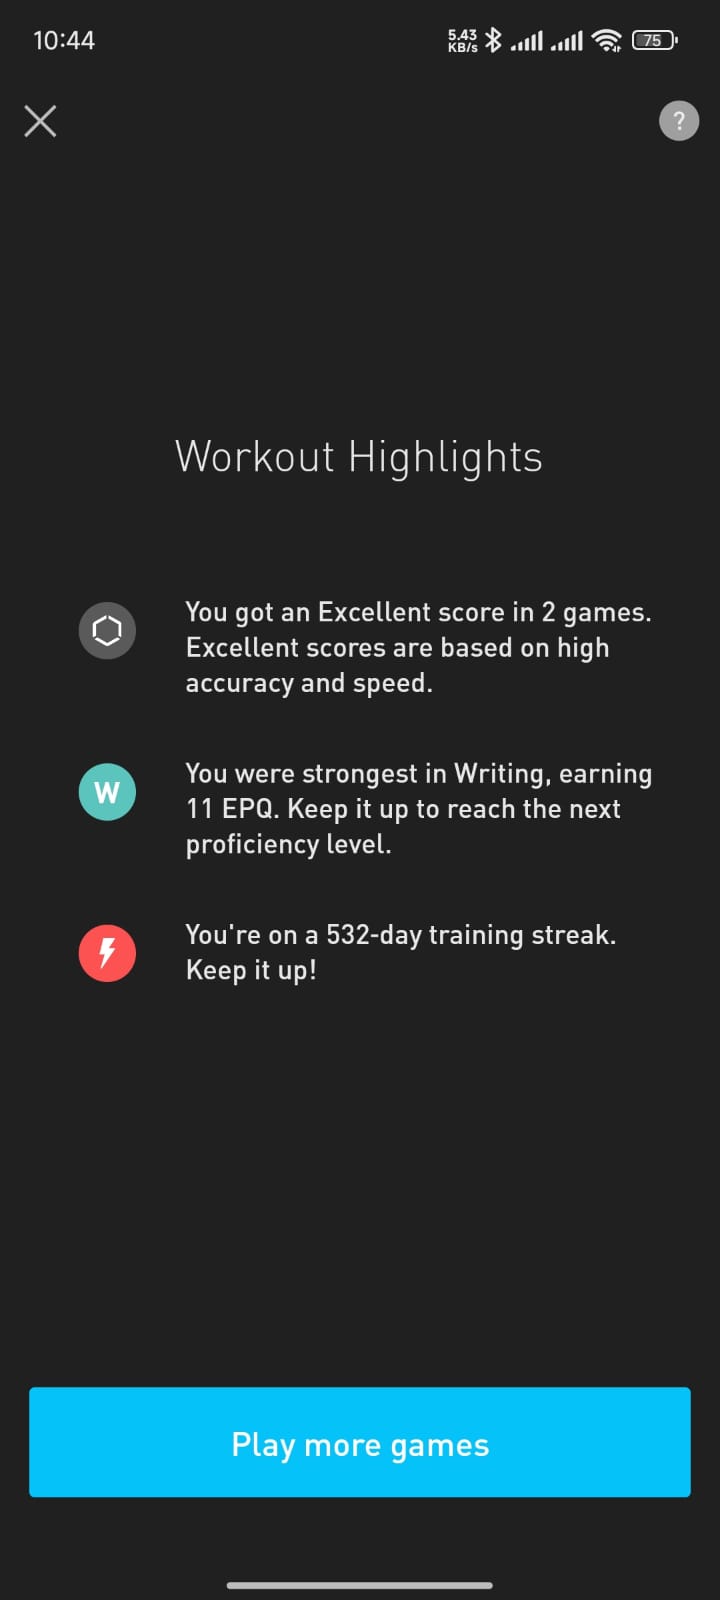 10:44
5.43
KB/s
75
?
Workout Highlights
You got an Excellent score in 2 games.
Excellent scores are based on high
accuracy and speed.
W
You were strongest in Writing, earning
11 EPQ. Keep it up to reach the next
proficiency level.
You're on a 532-day training streak.
Keep it up!
Play more games